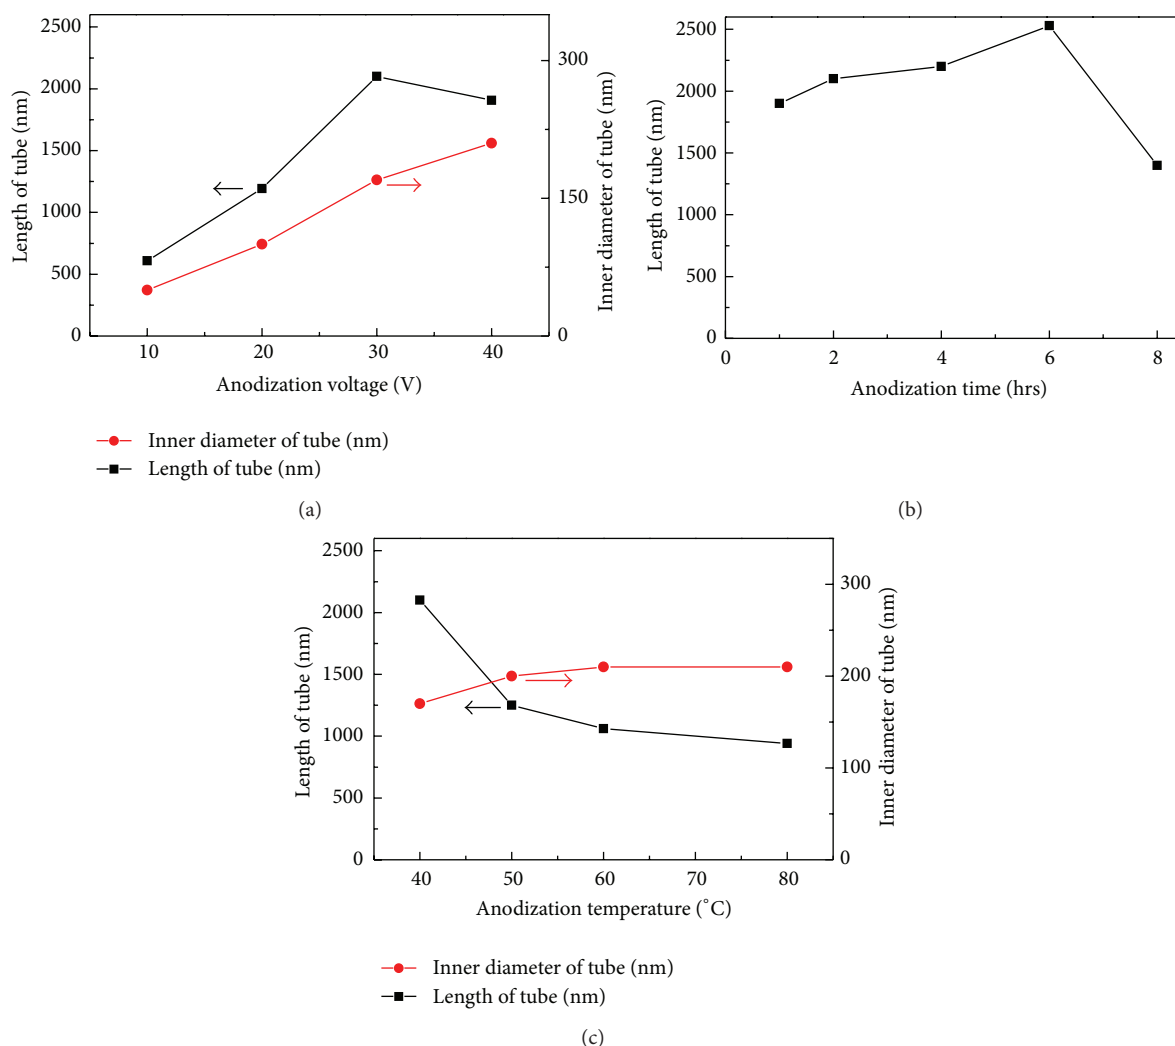 2500
2000
1500
1000
500
0
Length of tube (nm)
300
150
0
Inner diameter of tube (nm)
10 20 30 40
Anodization voltage (V)
Inner diameter of tube (nm)
Length of tube (nm)
(a)
2500
2000
1500
1000
500
0
Length of tube (nm)
0 2 4 6 8
Anodization time (hrs)
(b)
2500
2000
1500
1000
500
0
Length of tube (nm)
300
200
100
0
Inner diameter of tube (nm)
40 50 60 70 80
Anodization temperature (°C)
Inner diameter of tube (nm)
Length of tube (nm)
(c)